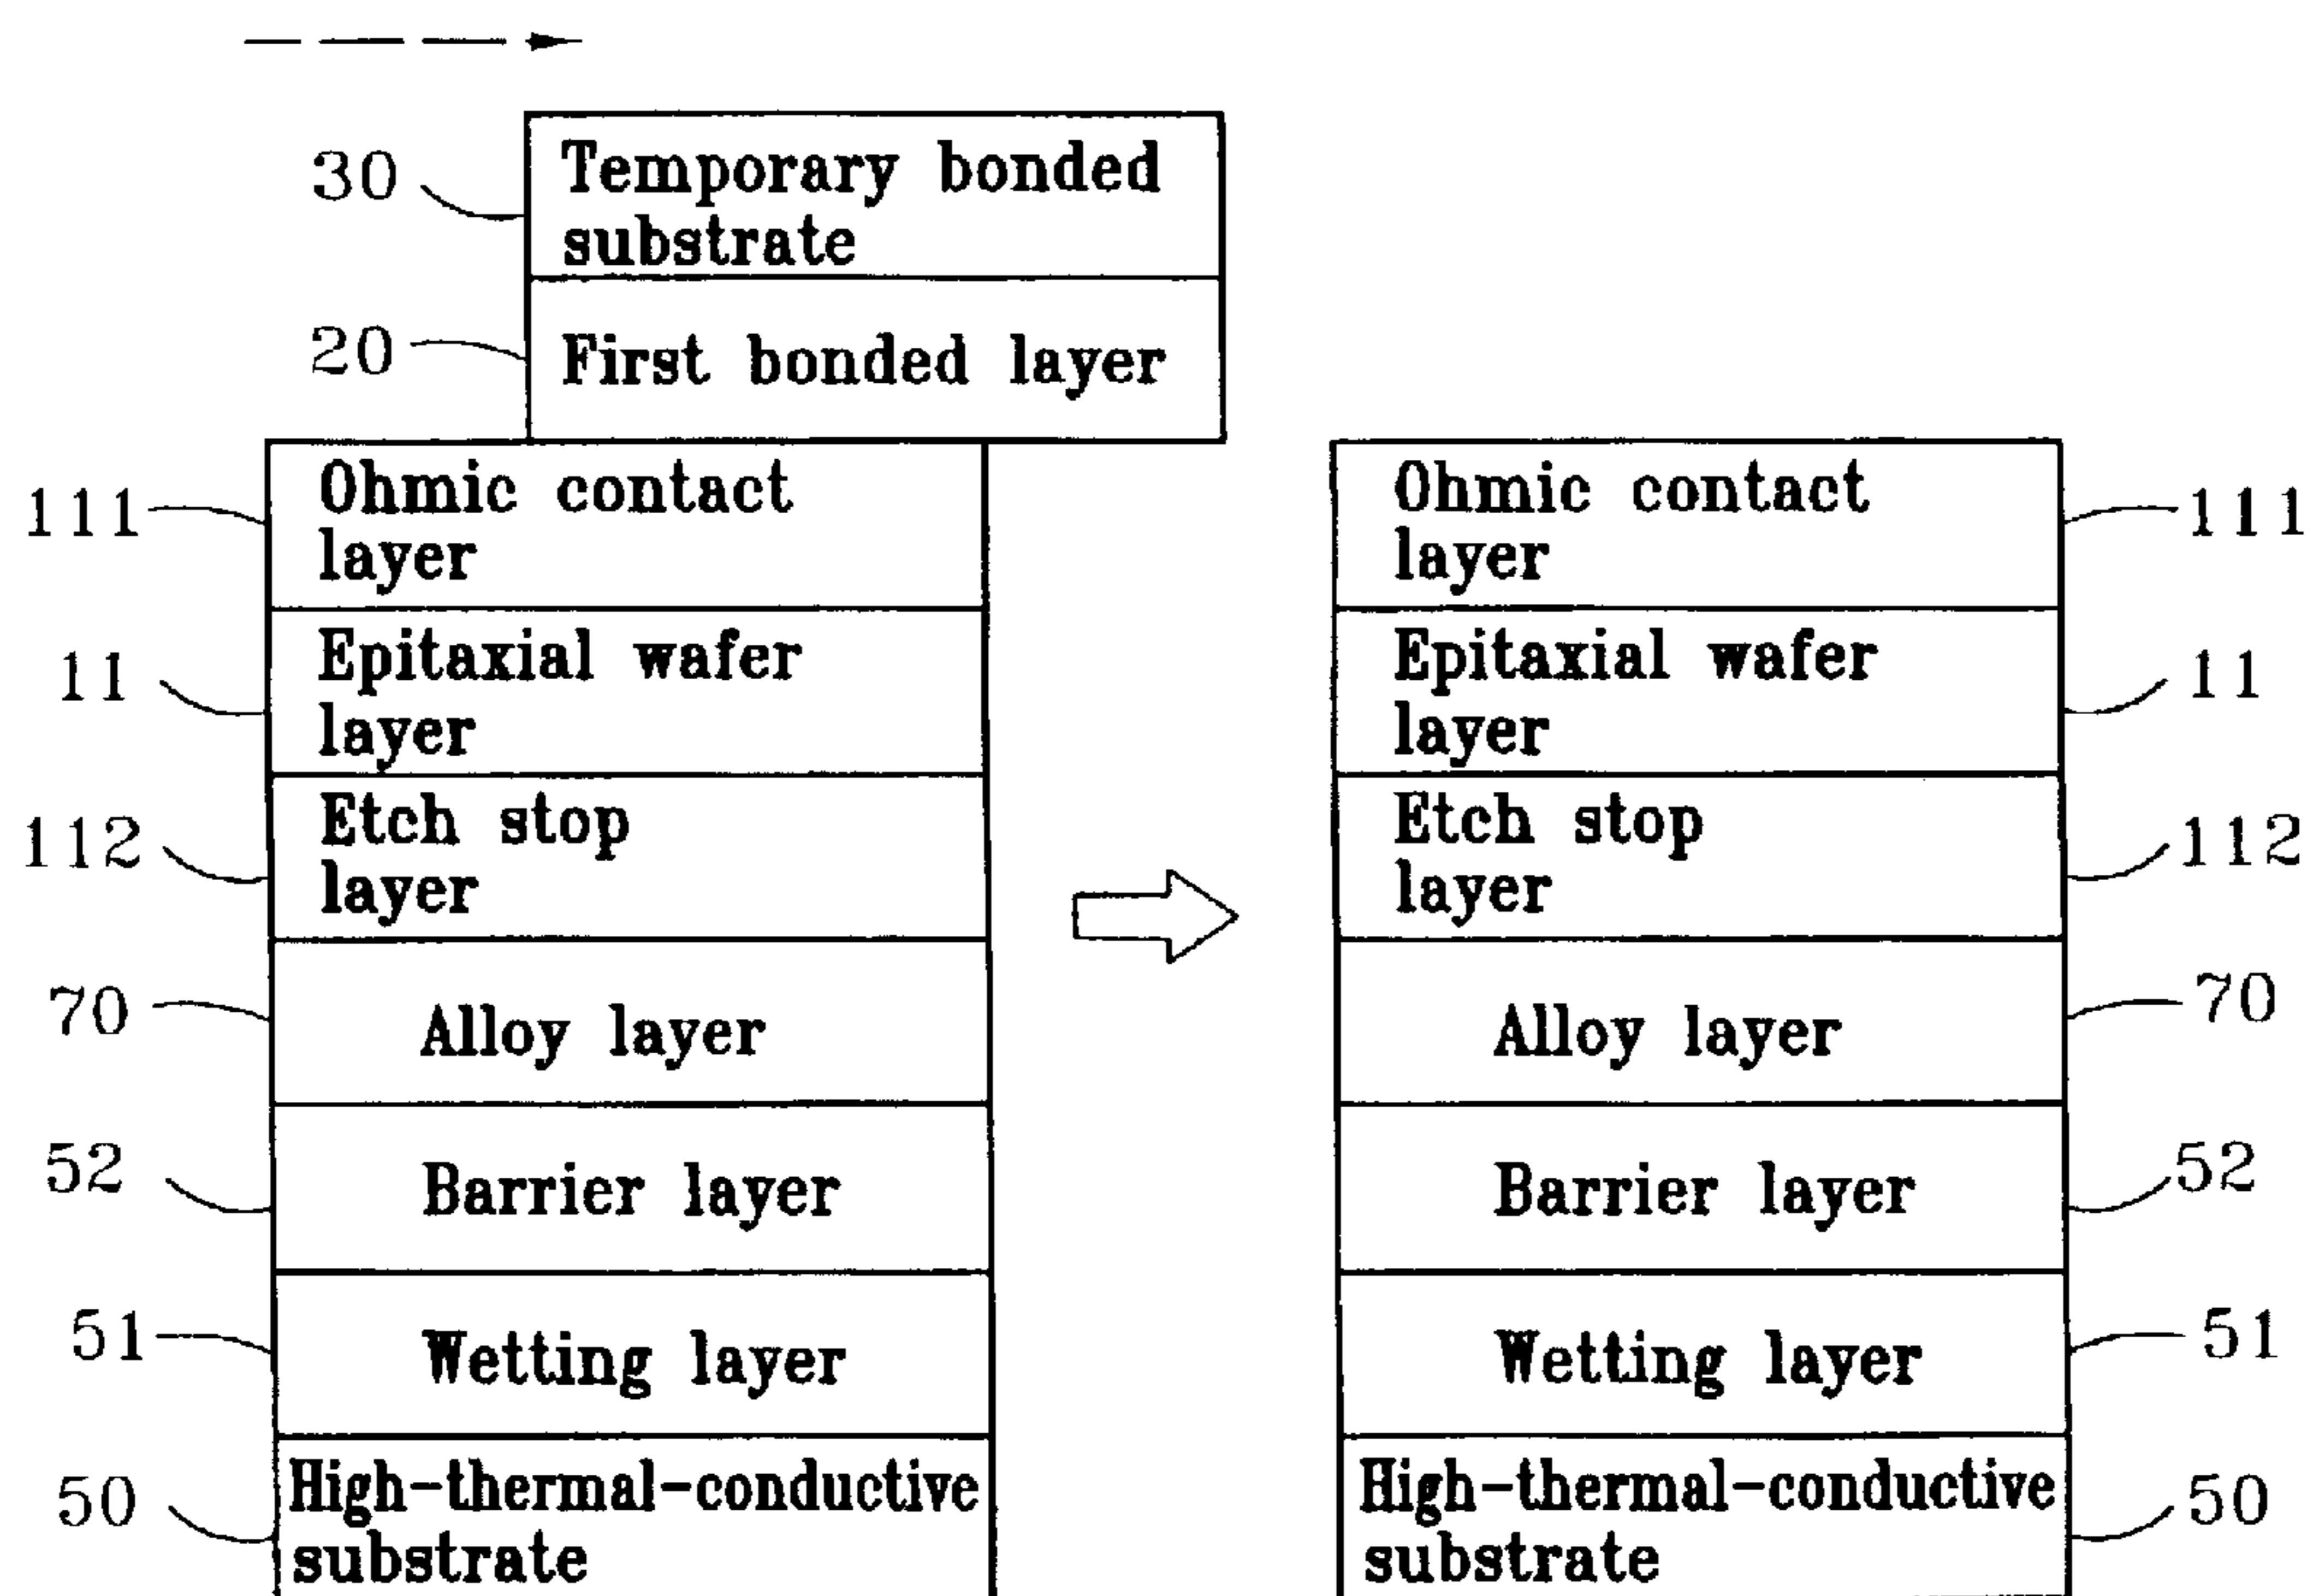 30
Temporary bonded
substrate
20
First bonded layer
111
Ohmic contact
layer
11
Epitaxial wafer
layer
112
Etch stop
layer
70
Alloy layer
52
Barrier layer
51
Wetting layer
50
High-thermal-conductive
substrate
Ohmic contact
layer
111
Epitaxial wafer
layer
11
Etch stop
layer
112
Alloy layer
70
Barrier layer
52
Wetting layer
51
High-thermal-conductive
substrate
50